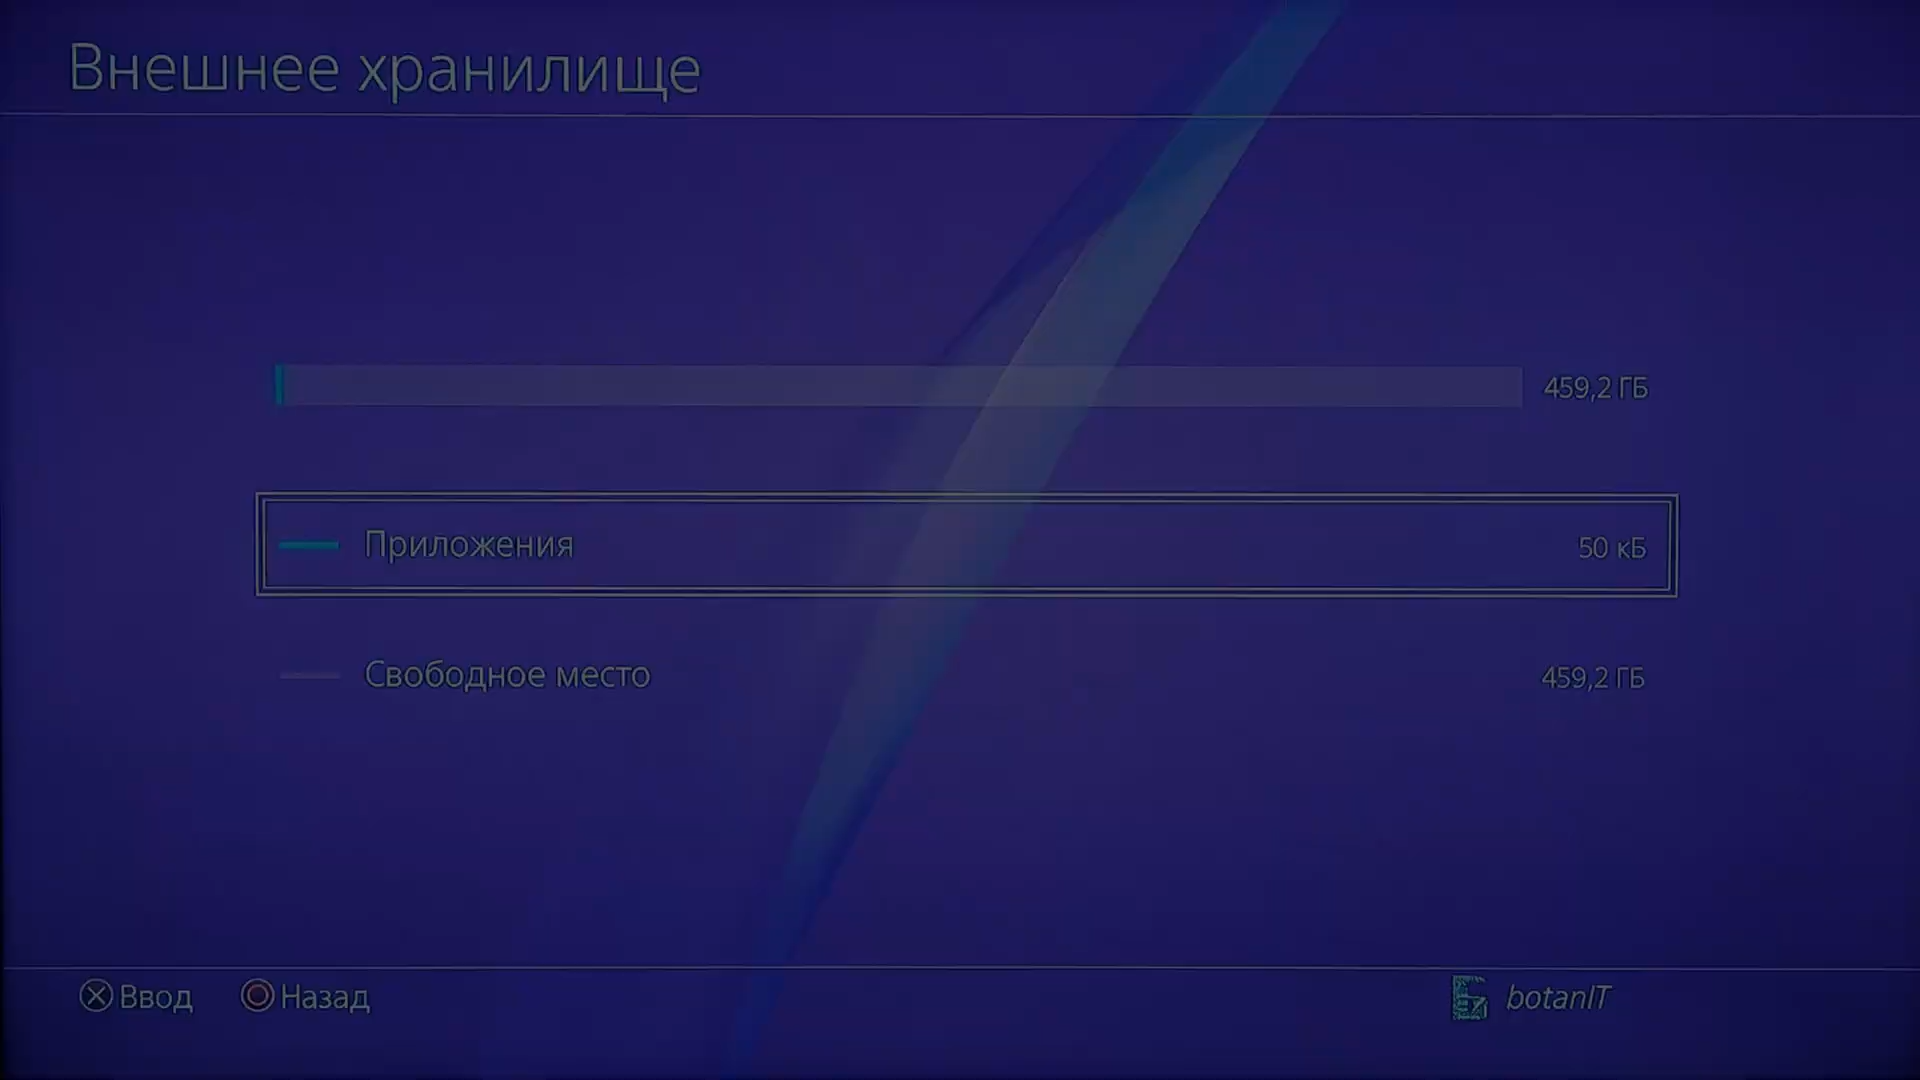 Внешнее хранилище
459,2 ГБ
Приложения 50 кБ
Свободное место 459,2 ГБ
Ввод Назад botanIT